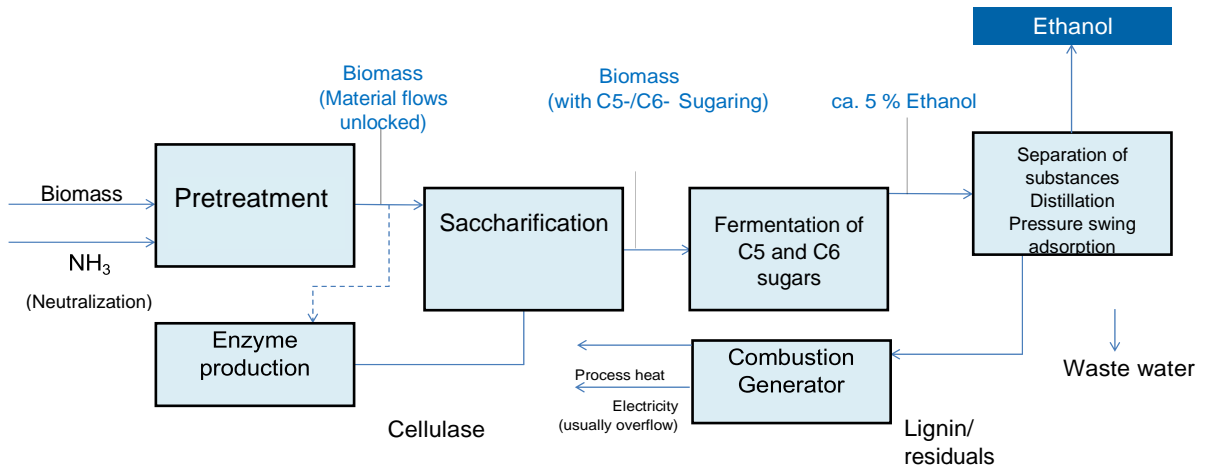 Ethanol
Biomass
(Material flows
unlocked)
Biomass
(with C5-/C6- Sugaring)
ca. 5 % Ethanol
Biomass
NH₃
(Neutralization)
Pretreatment
Saccharification
Fermentation of
C5 and C6
sugars
Separation of
substances
Distillation
Pressure swing
adsorption
Enzyme
production
Cellulase
Process heat
Electricity
(usually overflow)
Combustion
Generator
Lignin/
residuals
Waste water